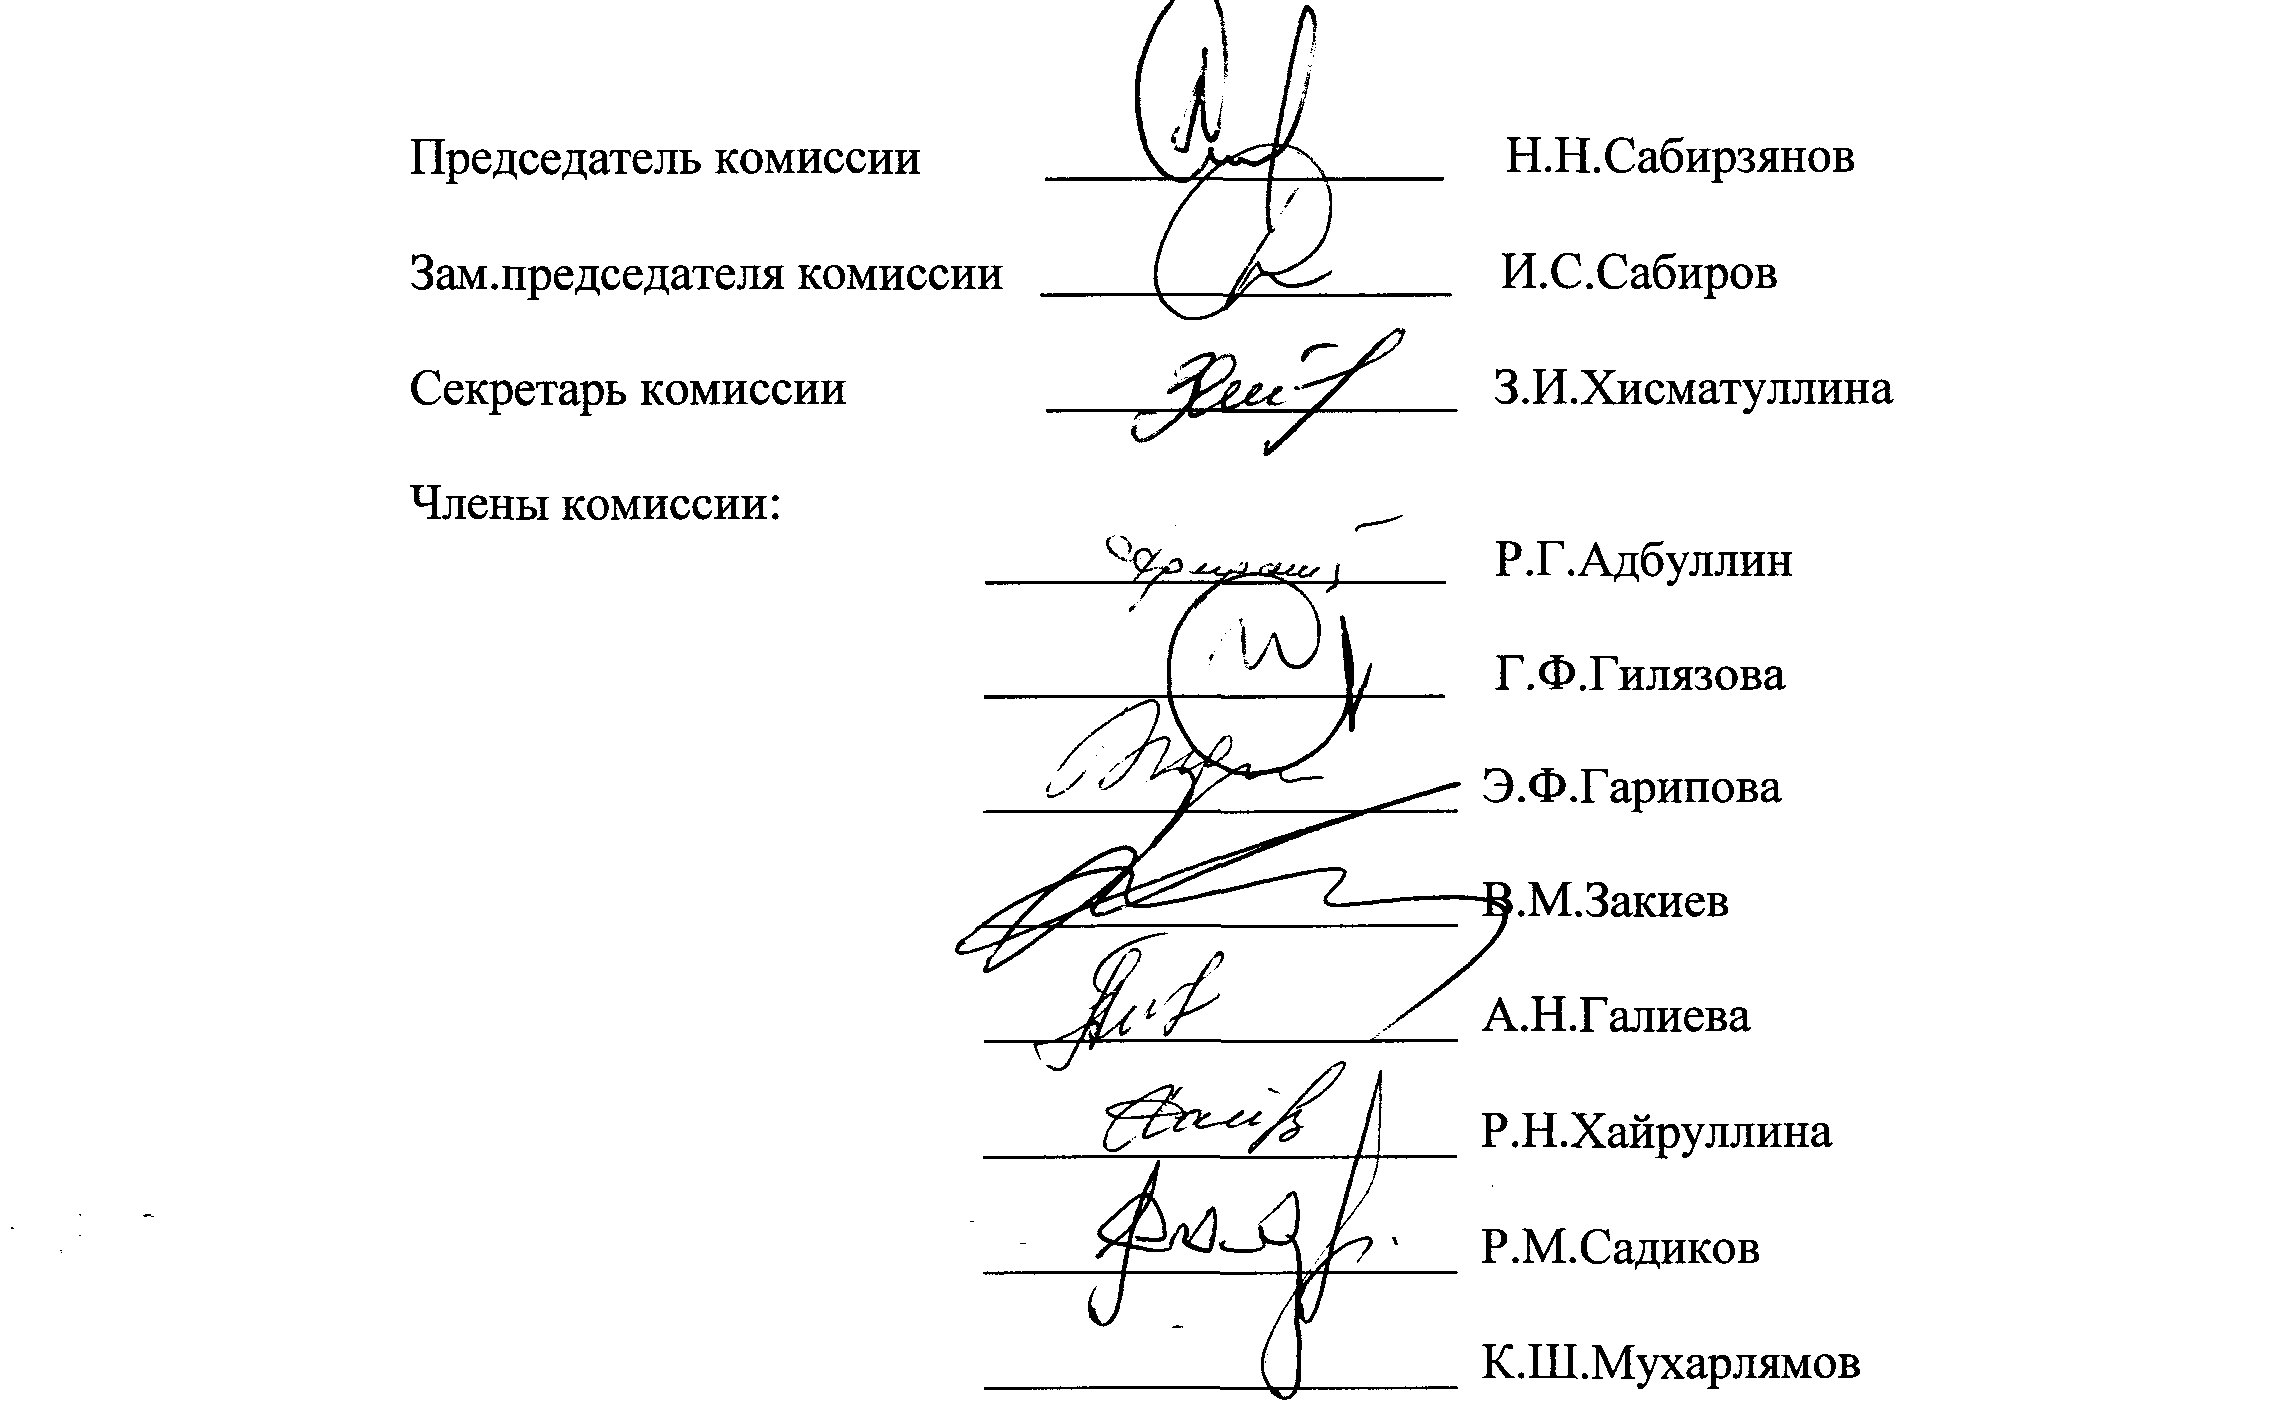 Председатель комиссии Н.Н.Сабирзянов
Зам.председателя комиссии И.С.Сабиров
Секретарь комиссии З.И.Хисматуллина
Члены комиссии:
Р.Г.Адбуллин
Г.Ф.Гилязова
Э.Ф.Гарипова
В.М.Закиев
А.Н.Галиева
Р.Н.Хайруллина
Р.М.Садиков
К.Ш.Мухарлямов